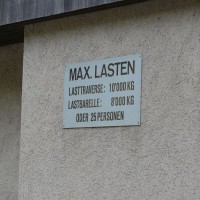 MAX. LASTEN
LASTTRAVERSE: 10'000 KG
LASTBARELLE: 8'000 KG
ODER 25 PERSONEN